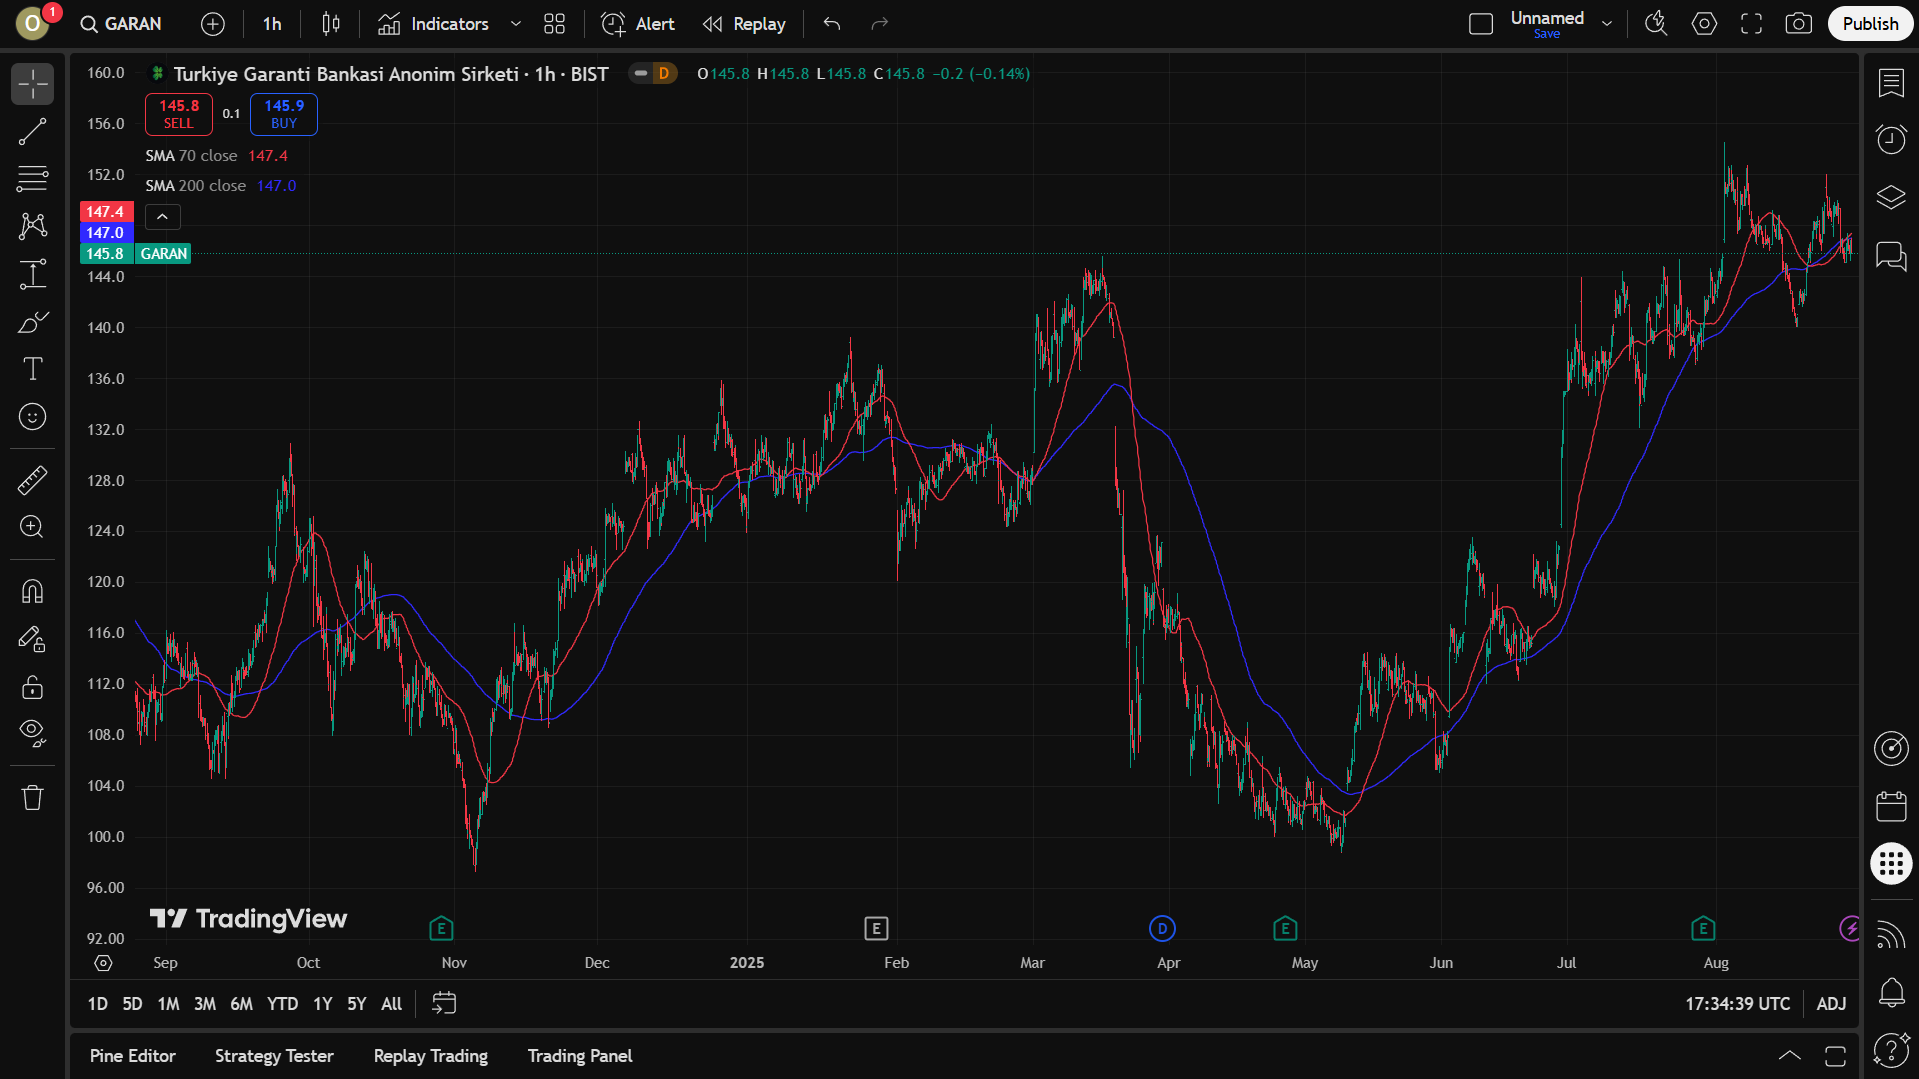 O 1 GARAN 1h Indicators Alert Replay Unnamed Save Publish
160.0 Turkiye Garanti Bankasi Anonim Sirketi · 1h · BIST D O145.8 H145.8 L145.8 C145.8 −0.2 (−0.14%)
145.8 SELL 0.1 145.9 BUY
156.0
SMA 70 close 147.4
152.0
SMA 200 close 147.0
147.4
147.0
145.8 GARAN
144.0
140.0
136.0
132.0
128.0
124.0
120.0
116.0
112.0
108.0
104.0
100.0
96.00
TradingView
E E D E E
92.00
Sep Oct Nov Dec 2025 Feb Mar Apr May Jun Jul Aug
1D 5D 1M 3M 6M YTD 1Y 5Y All 17:34:39 UTC ADJ
Pine Editor Strategy Tester Replay Trading Trading Panel